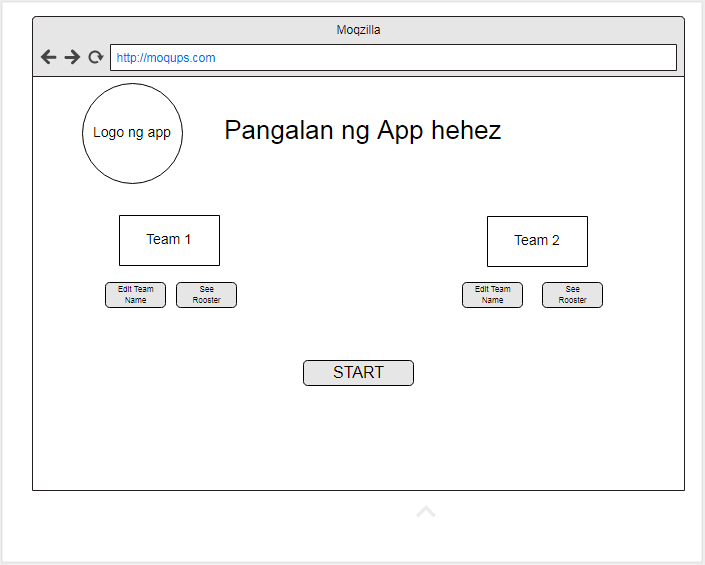 Moqzilla
http://moqups.com
Logo ng app
Pangalan ng App hehez
Team 1
Team 2
Edit Team
Name
See
Rooster
Edit Team
Name
See
Rooster
START